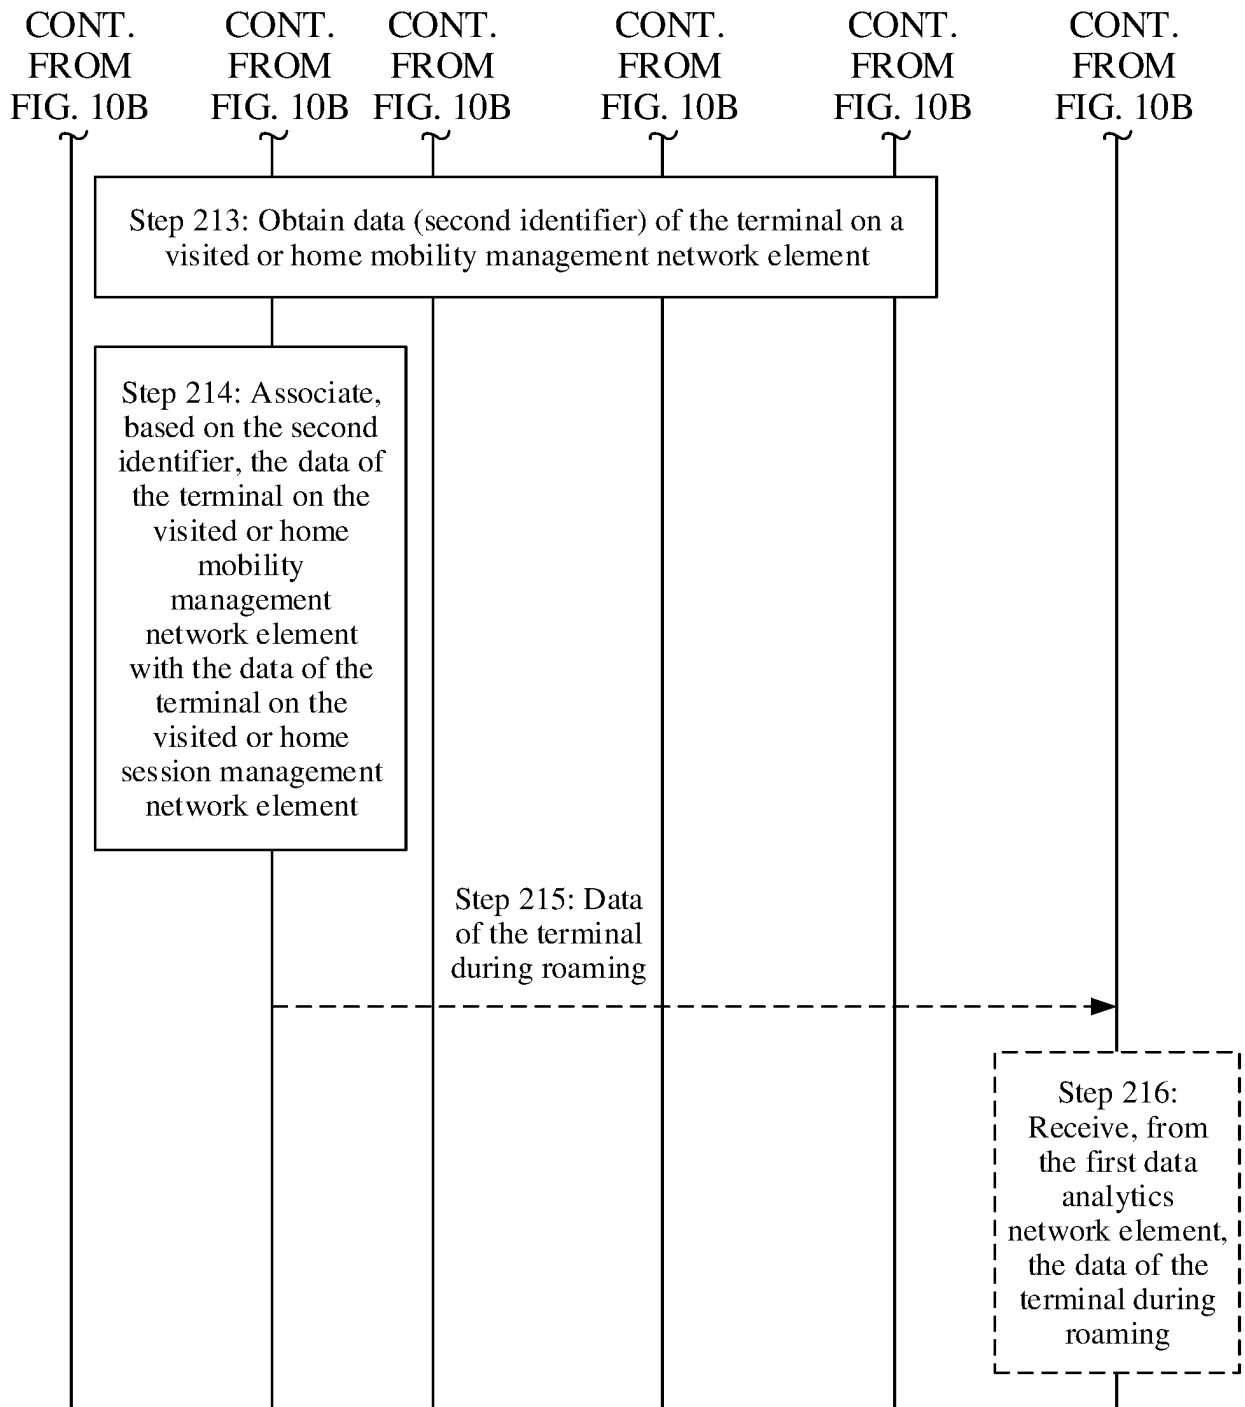 CONT. FROM FIG. 10B
CONT. FROM FIG. 10B
CONT. FROM FIG. 10B
CONT. FROM FIG. 10B
CONT. FROM FIG. 10B
CONT. FROM FIG. 10B
Step 213: Obtain data (second identifier) of the terminal on a
visited or home mobility management network element
Step 214: Associate,
based on the second
identifier, the data of
the terminal on the
visited or home
mobility
management
network element
with the data of the
terminal on the
visited or home
session management
network element
Step 215: Data
of the terminal
during roaming
Step 216:
Receive, from
the first data
analytics
network element,
the data of the
terminal during
roaming